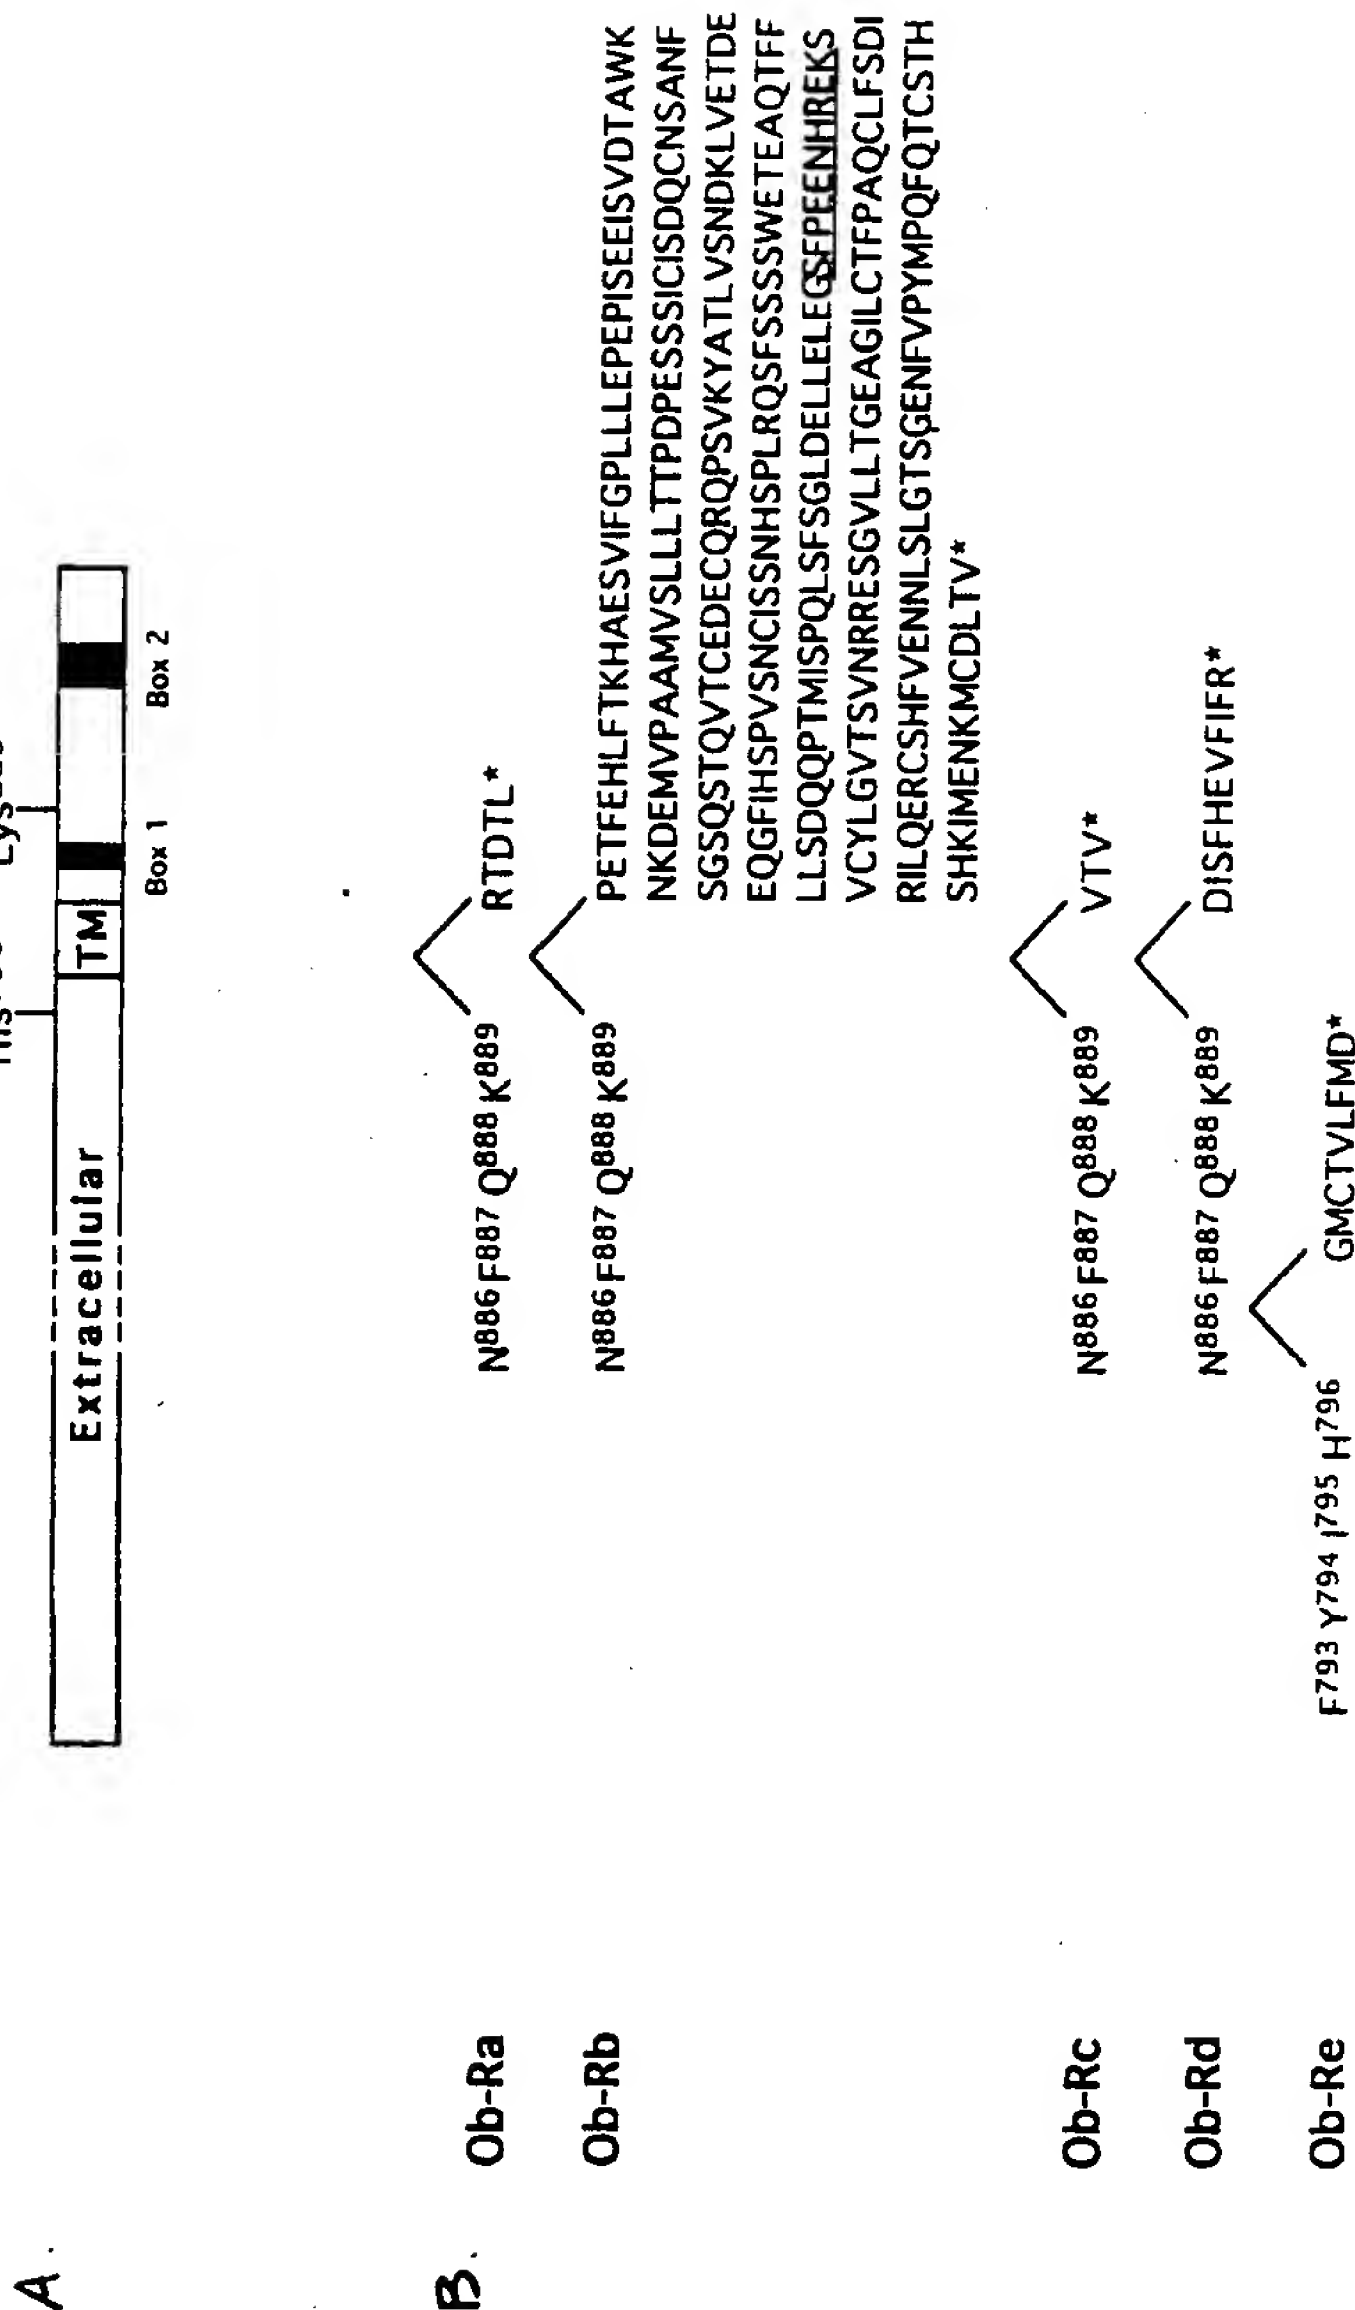 A.
Extracellular
TM
Box 1
Box 2
B.
Ob-Ra
N886 F887 Q888 K889
RTDTL*
Ob-Rb
N886 F887 Q888 K889
PETFEHLFTKHAESVIFGPLLLEPEPISEEISVDTAWK
NKDEMVPAAMVSLLLTTPDPESSSICISDQCNSANF
SGSQSTQVTCEDECQRQPSVKYATLVSNDKLVETDE
EQGFIHSPVSNCISSNHSPLRQSFSSSSWETEAQTFF
LLSDQQPTMISPQLSFSGLDELLELEGSFPEENHREKS
VCYLGVTSVNRRESGVLLTGEAGILCTFPAQCLFSDI
RILQERCSHFVENNLSLGTSGENFVPYMPQFQTCSTH
SHKIMENKMCDLTV*
Ob-Rc
N886 F887 Q888 K889
VTV*
Ob-Rd
N886 F887 Q888 K889
DISFHEVFIFR*
Ob-Re
F793 Y794 I795 H796
GMCTVLFMD*